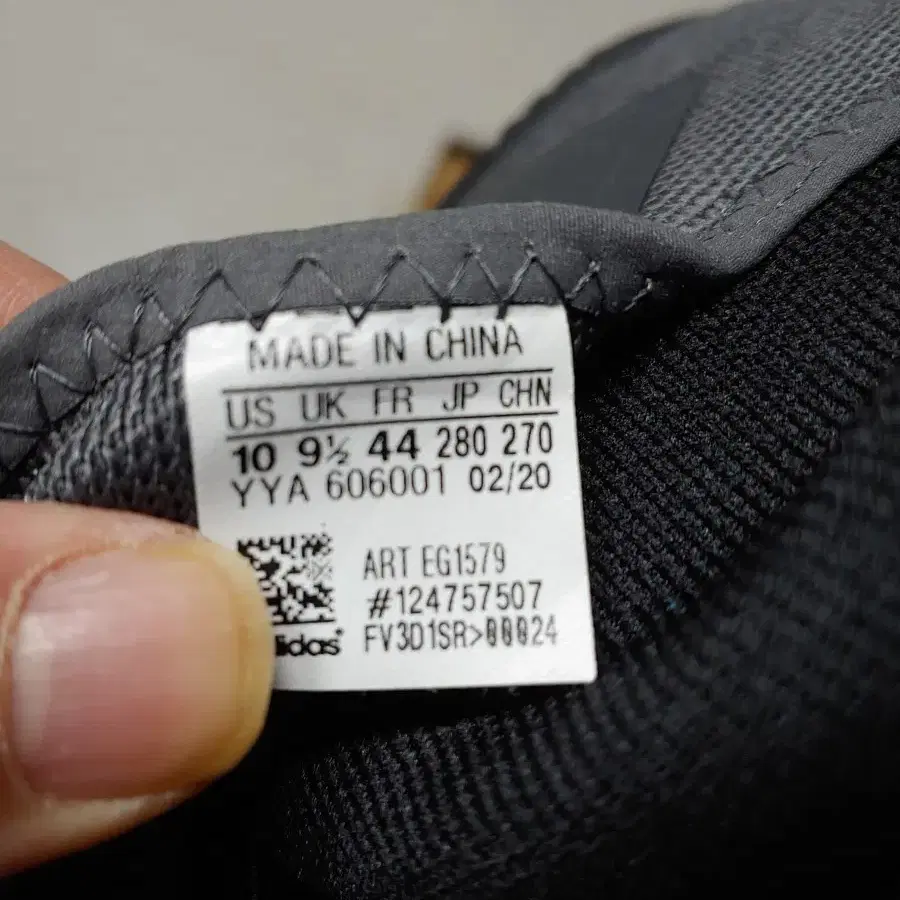 MADE IN CHINA
US UK FR JP CHN
10 9½ 44 280 270
YYA 606001 02/20
ART EG1579
#124757507
FV3D1SR>00024